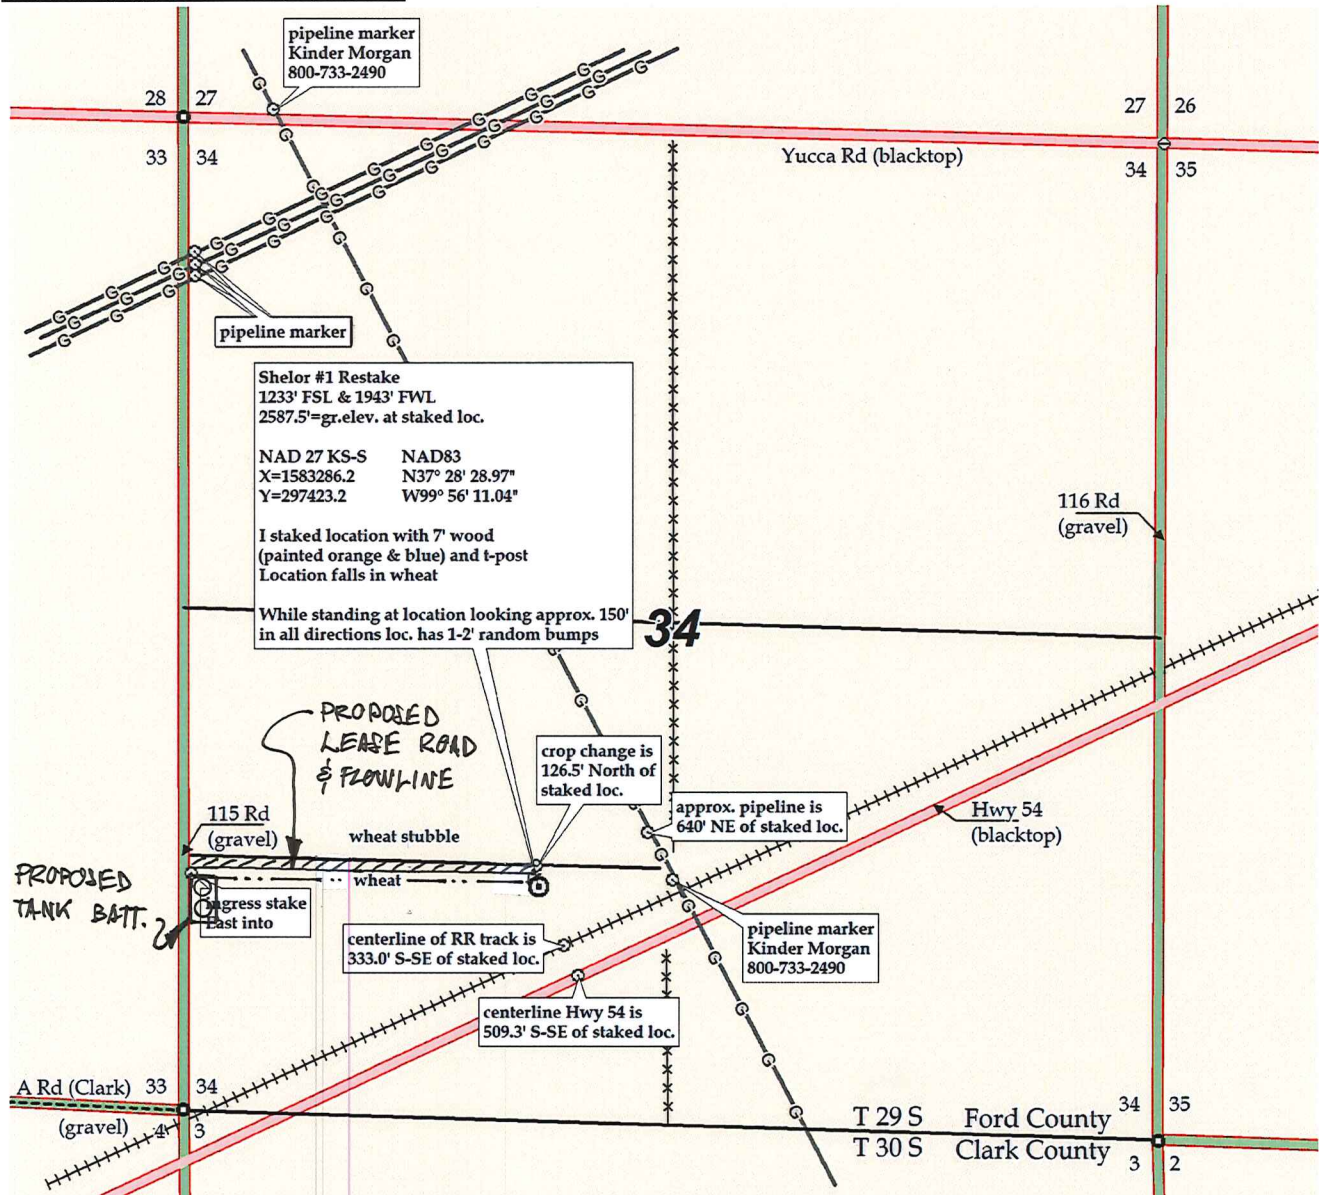 pipeline marker
Kinder Morgan
800-733-2490
28 27
33 34
27 26
34 35
Yucca Rd (blacktop)
pipeline marker
Shelor #1 Restake
1233' FSL & 1943' FWL
2587.5'=gr.elev. at staked loc.
NAD 27 KS-S NAD83
X=1583286.2 N37° 28' 28.97"
Y=297423.2 W99° 56' 11.04"
I staked location with 7' wood
(painted orange & blue) and t-post
Location falls in wheat
While standing at location looking approx. 150'
in all directions loc. has 1-2' random bumps
116 Rd
(gravel)
34
PROPOSED
LEASE ROAD
& FLOWLINE
crop change is
126.5' North of
staked loc.
approx. pipeline is
640' NE of staked loc.
Hwy 54
(blacktop)
115 Rd
(gravel)
wheat stubble
wheat
PROPOSED
TANK BATT.
ingress stake
East into
centerline of RR track is
333.0' S-SE of staked loc.
pipeline marker
Kinder Morgan
800-733-2490
centerline Hwy 54 is
509.3' S-SE of staked loc.
A Rd (Clark) 33 34
(gravel) 4 3
T 29 S Ford County 34 35
T 30 S Clark County 3 2